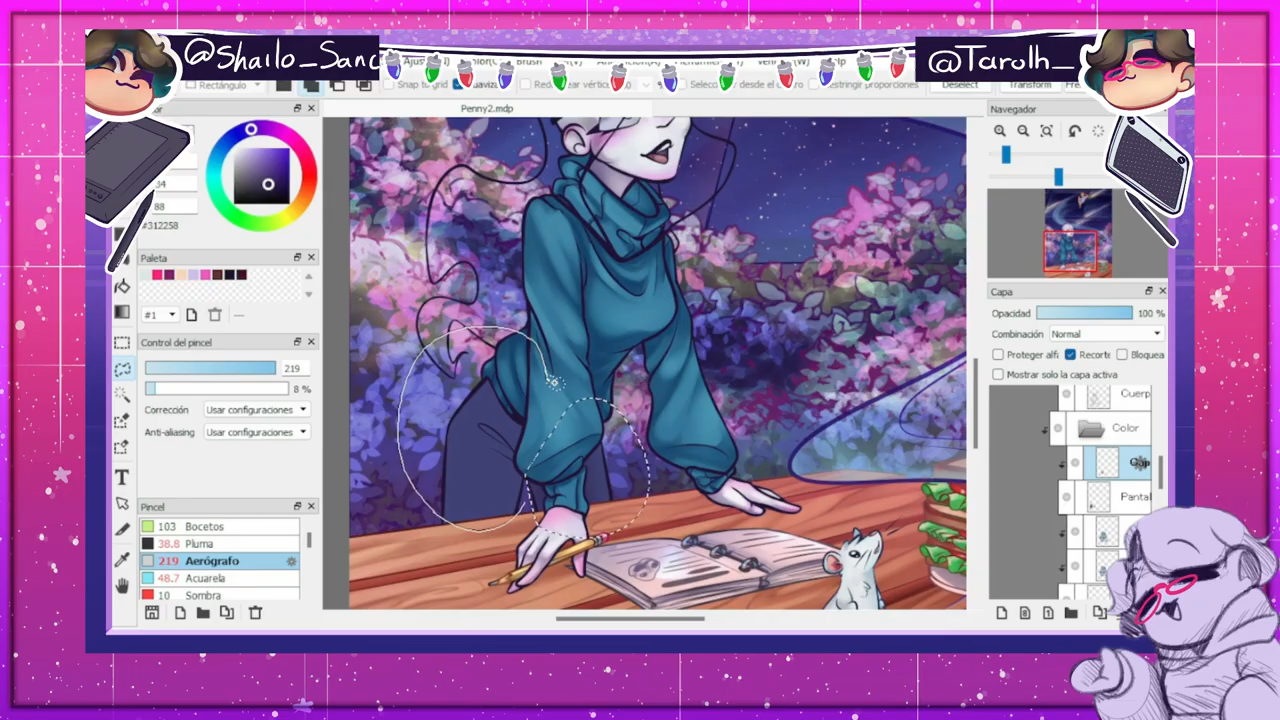 @Shailo_Sanc
@Tarolh_
Rectángulo
Snap to grid
Deselect
Transform
Penny2.mdp
Navegador
34
88
#312258
Paleta
#1
Control del pincel
219
8 %
Corrección
Usar configuraciones
Anti-aliasing
Usar configuraciones
Pincel
103 Bocetos
38.8 Pluma
219 Aerógrafo
48.7 Acuarela
10 Sombra
Capa
Opacidad
100 %
Combinación
Normal
Proteger alfa
Recorte
Bloquea
Mostrar solo la capa activa
Cuerp
Color
Pantal